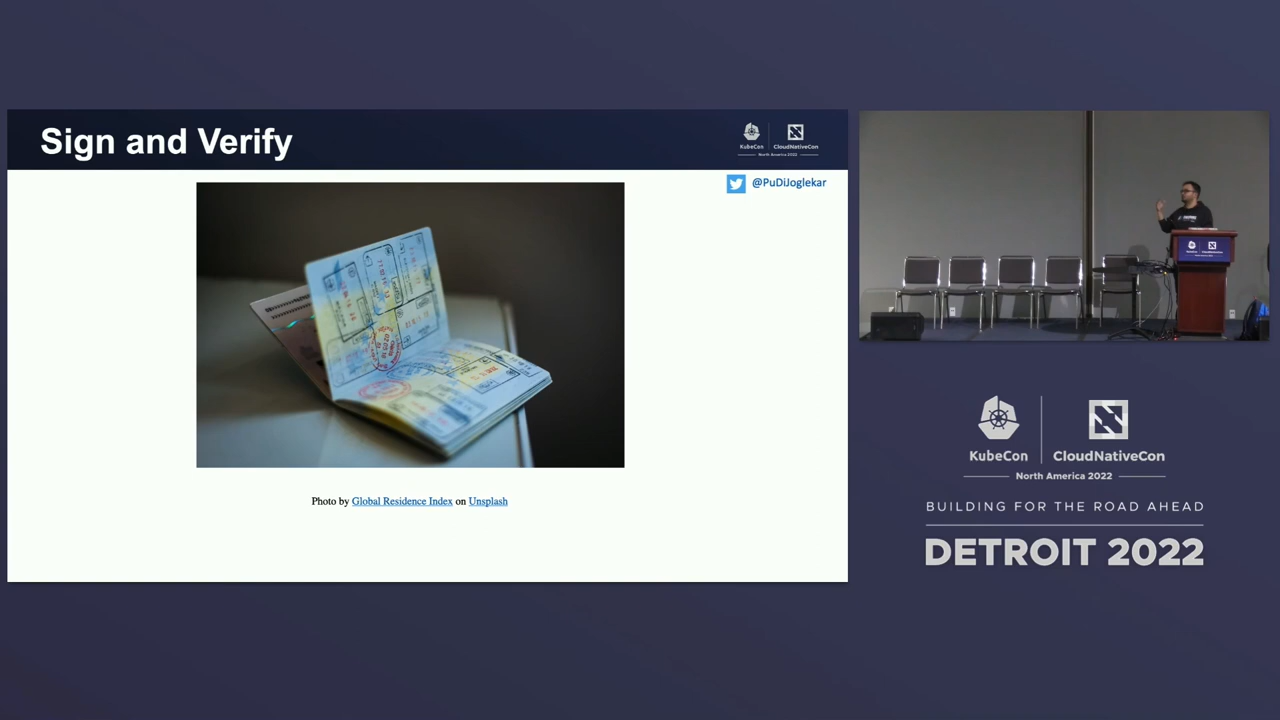 Sign and Verify
KubeCon
CloudNativeCon
North America 2022
@PuDiJoglekar
Photo by Global Residence Index on Unsplash
KubeCon
CloudNativeCon
North America 2022
BUILDING FOR THE ROAD AHEAD
DETROIT 2022